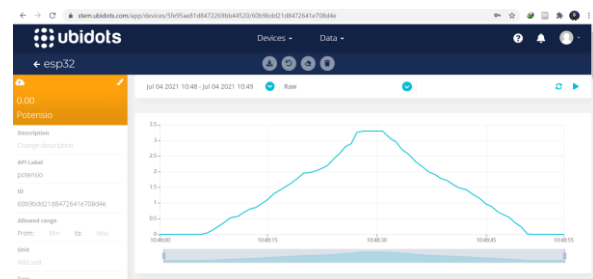 stem.ubidots.com/app/devices/5fe95ae81d8472269bb44520/60b9bdd21d8472641e708d4e
ubidots
Devices
Data
← esp32
0.00
Potensio
Description
Change description
API Label
potensio
ID
60b9bdd21d8472641e708d4e
Allowed range
From: Min to: Max
Unit
Add unit
Jul 04 2021 10:48 - Jul 04 2021 10:49
Raw
3.5
3
2.5
2
1.5
1
0.5
0
10:48:00
10:48:15
10:48:30
10:48:45
10:48:55